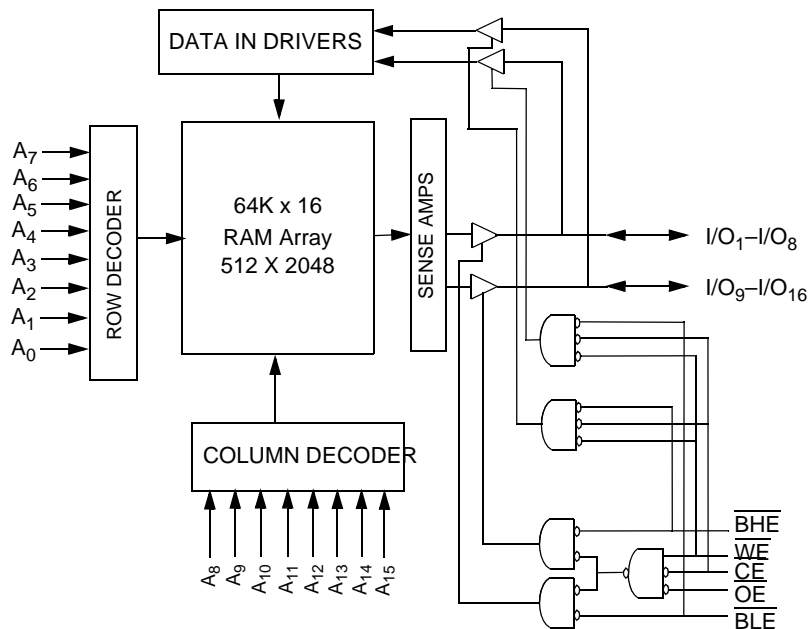 DATA IN DRIVERS
A7
A6
A5
A4
A3
A2
A1
A0
ROW DECODER
64K x 16
RAM Array
512 X 2048
SENSE AMPS
I/O1–I/O8
I/O9–I/O16
COLUMN DECODER
A8
A9
A10
A11
A12
A13
A14
A15
BHE
WE
CE
OE
BLE